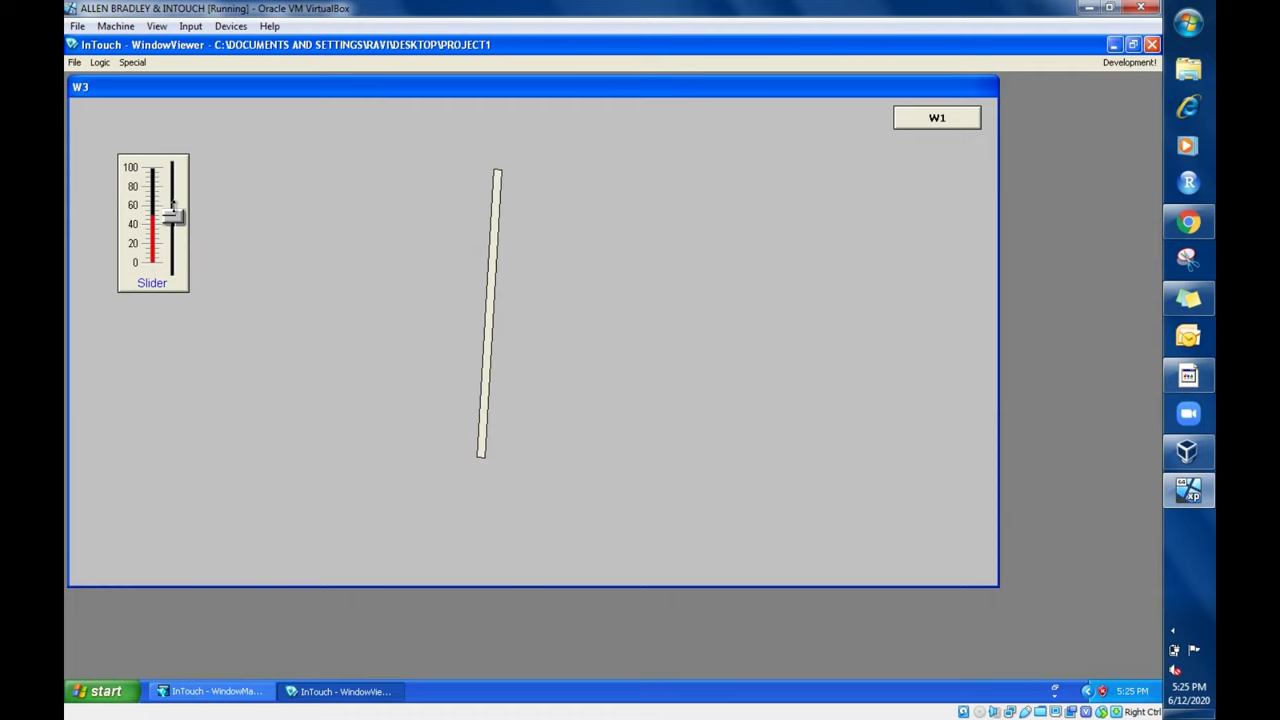 ALLEN BRADLEY & INTOUCH [Running] - Oracle VM VirtualBox
File Machine View Input Devices Help
InTouch - WindowViewer - C:\DOCUMENTS AND SETTINGS\RAVI\DESKTOP\PROJECT1
File Logic Special Development!
W3
W1
100
80
60
40
20
0
Slider
64
xp
start InTouch - WindowMa... InTouch - WindowVie... 5:25 PM
5:25 PM
6/12/2020
Right Ctrl